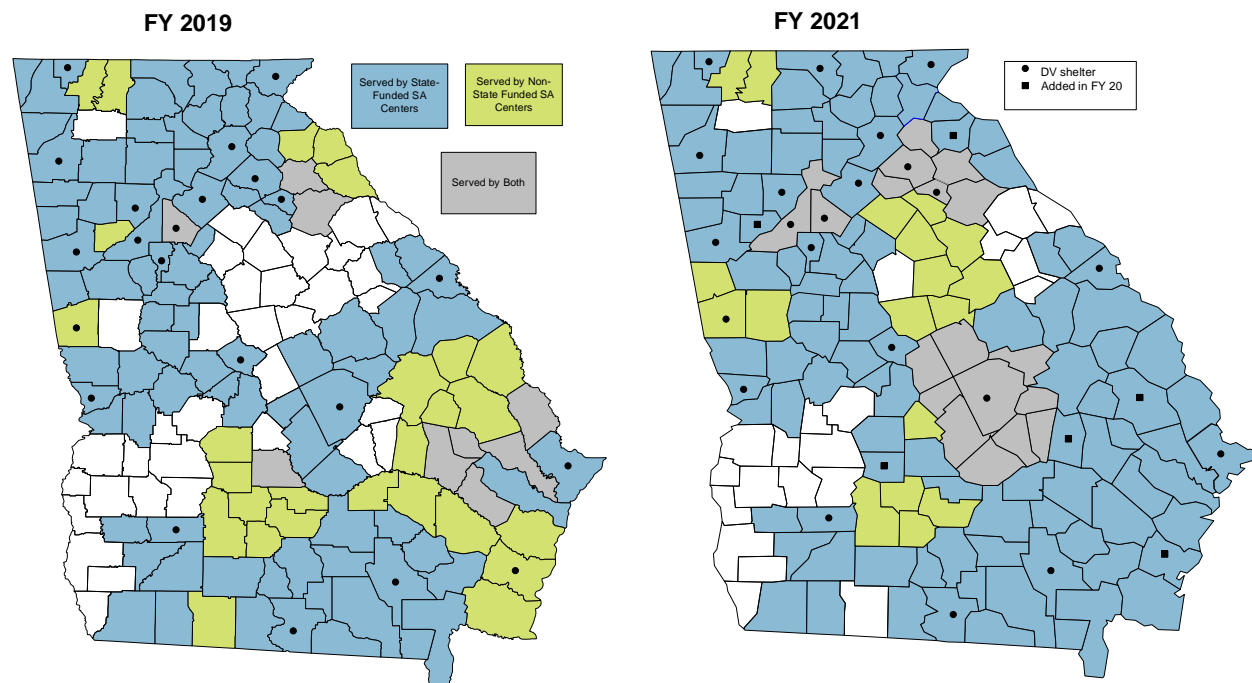 FY 2019
FY 2021
Served by State-
Funded SA
Centers
Served by Non-
State Funded SA
Centers
Served by Both
DV shelter
Added in FY 20